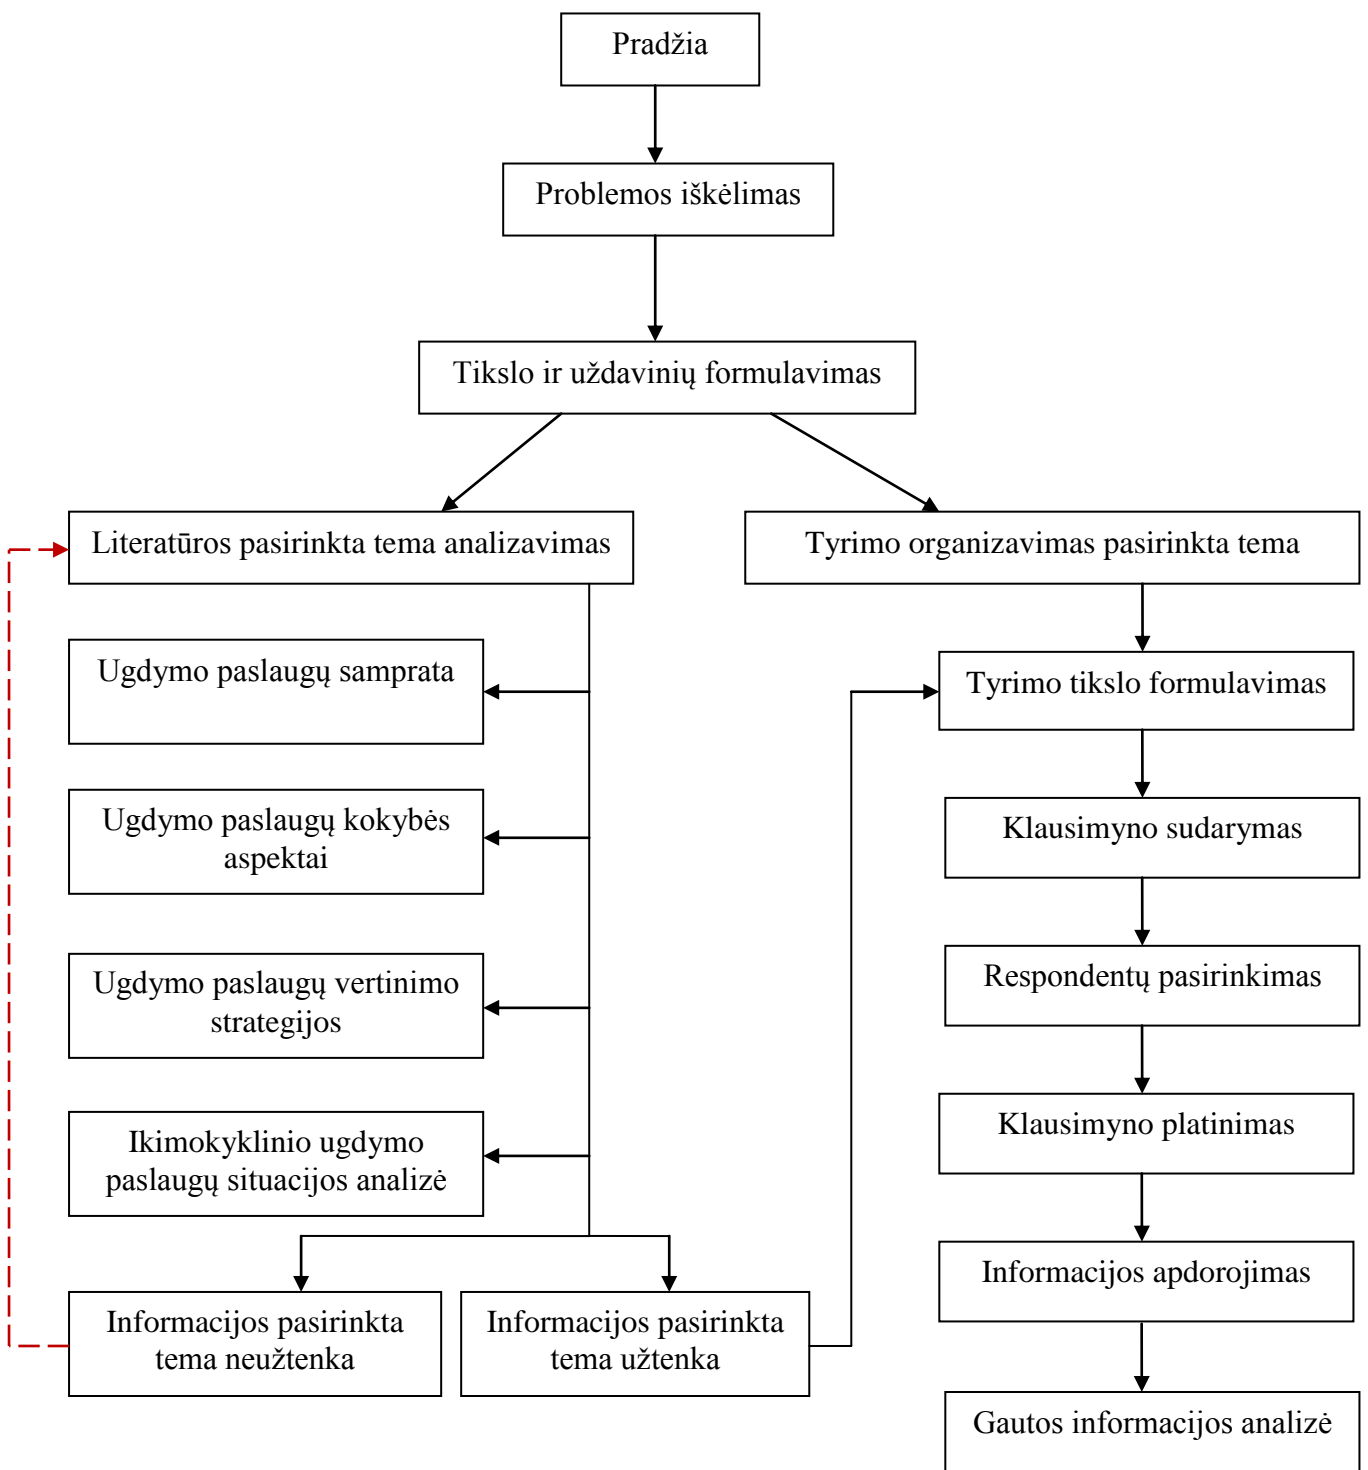 Pradžia
Problemos iškėlimas
Tikslo ir uždavinių formulavimas
Literatūros pasirinkta tema analizavimas
Tyrimo organizavimas pasirinkta tema
Ugdymo paslaugų samprata
Tyrimo tikslo formulavimas
Ugdymo paslaugų kokybės
aspektai
Klausimyno sudarymas
Ugdymo paslaugų vertinimo
strategijos
Respondentų pasirinkimas
Ikimokyklinio ugdymo
paslaugų situacijos analizė
Klausimyno platinimas
Informacijos apdorojimas
Informacijos pasirinkta
tema neužtenka
Informacijos pasirinkta
tema užtenka
Gautos informacijos analizė